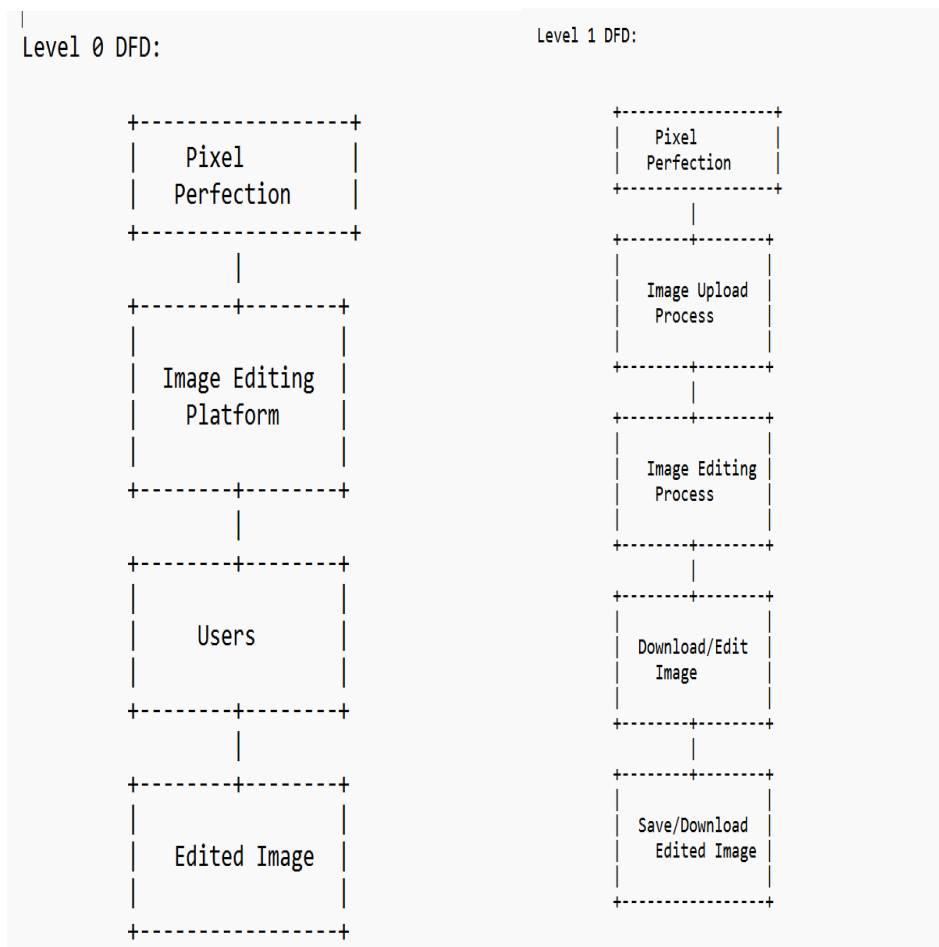 Level 0 DFD:
Pixel
Perfection
Image Editing
Platform
Users
Edited Image
Level 1 DFD:
Pixel
Perfection
Image Upload
Process
Image Editing
Process
Download/Edit
Image
Save/Download
Edited Image